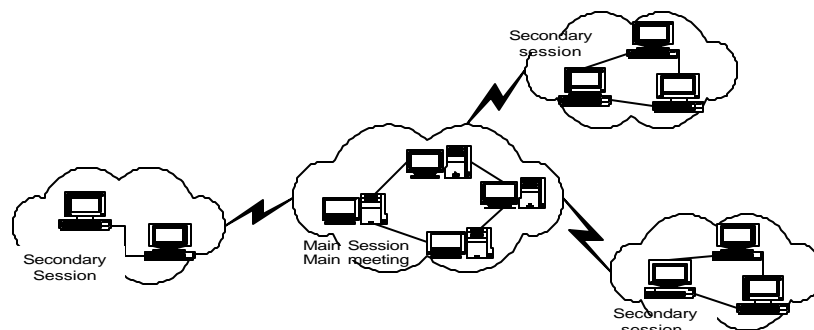 Secondary
session
Secondary
Session
Main Session
Main meeting
Secondary
session